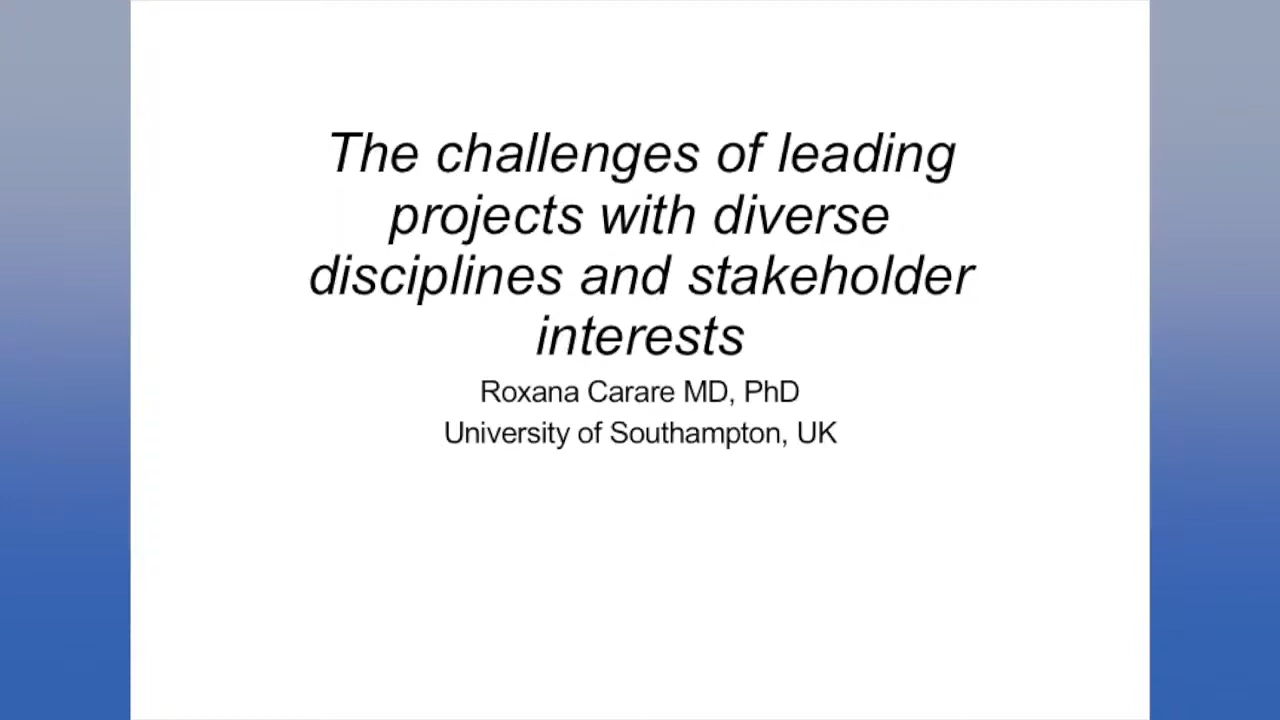 The challenges of leading
projects with diverse
disciplines and stakeholder
interests
Roxana Carare MD, PhD
University of Southampton, UK